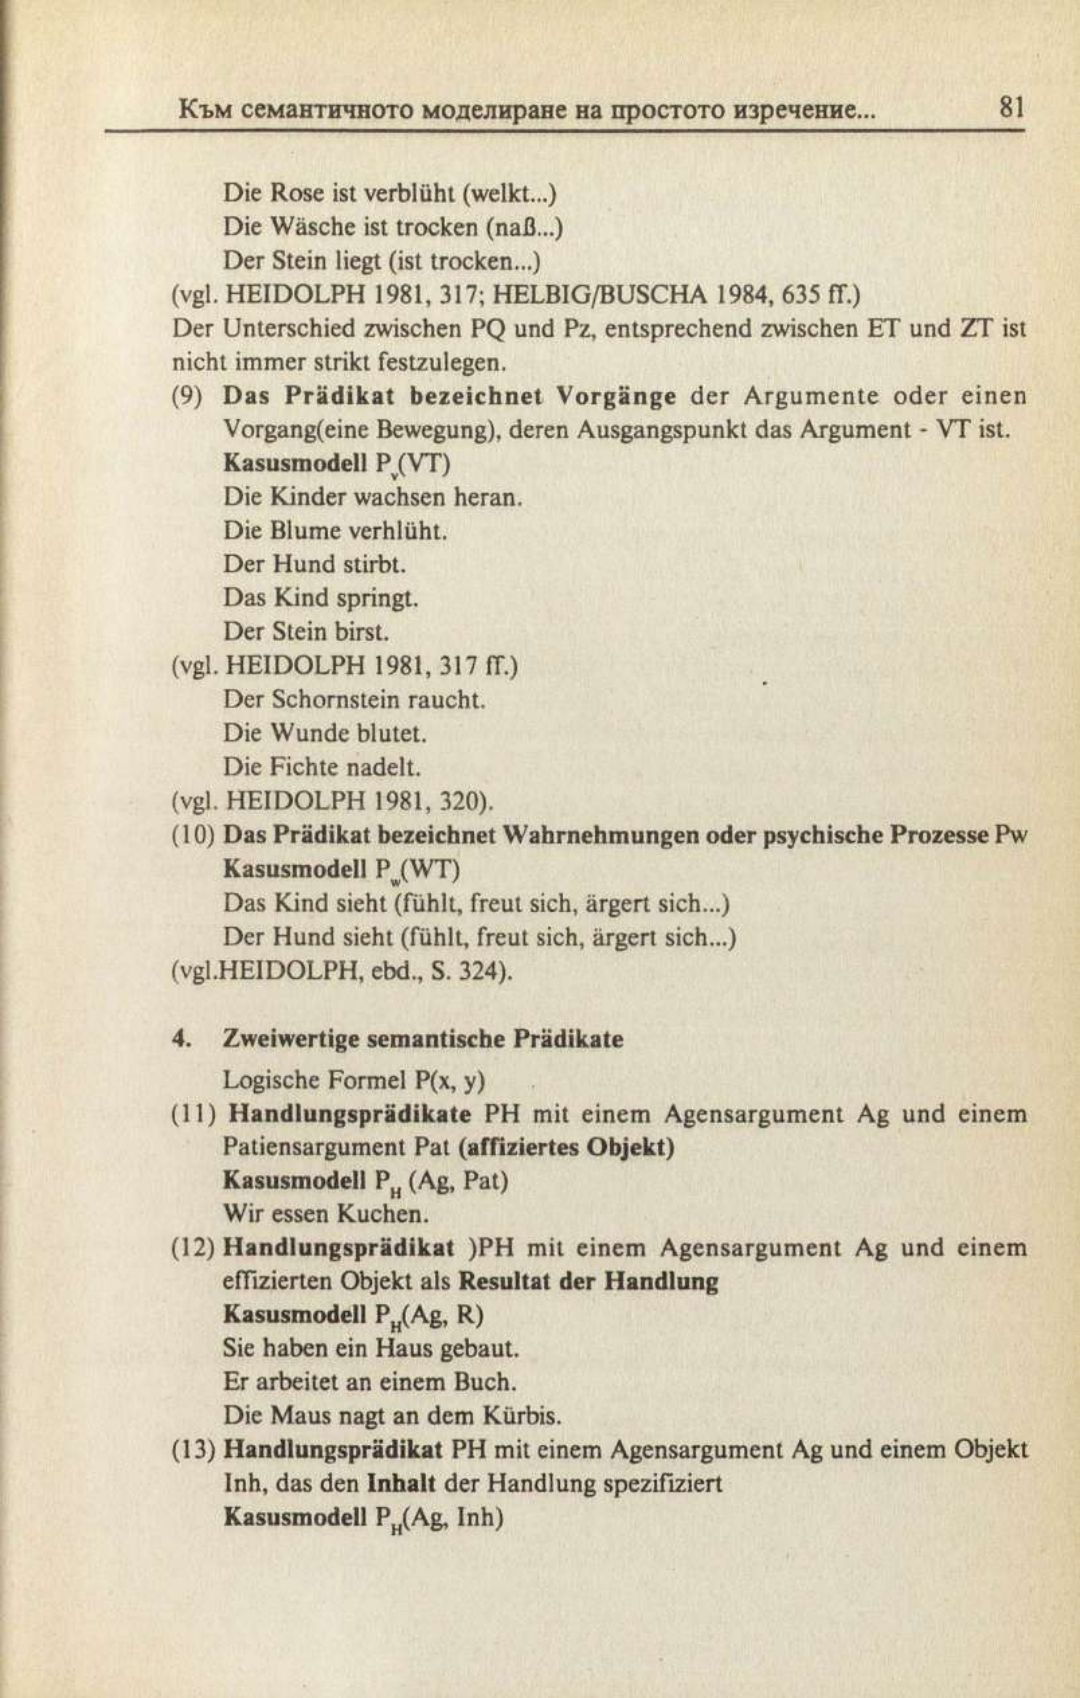 Към семантичното моделиране на простото изречение... 81
Die Rose ist verblüht (welkt...)
Die Wäsche ist trocken (naß...)
Der Stein liegt (ist trocken...)
(vgl. HEIDOLPH 1981, 317; HELBIG/BUSCHA 1984, 635 ff.)
Der Unterschied zwischen PQ und Pz, entsprechend zwischen ET und ZT ist
nicht immer strikt festzulegen.
(9) Das Prädikat bezeichnet Vorgänge der Argumente oder einen
Vorgang(eine Bewegung), deren Ausgangspunkt das Argument - VT ist.
Kasusmodell Pv(VT)
Die Kinder wachsen heran.
Die Blume verhlüht.
Der Hund stirbt.
Das Kind springt.
Der Stein birst.
(vgl. HEIDOLPH 1981, 317 ff.)
Der Schornstein raucht.
Die Wunde blutet.
Die Fichte nadelt.
(vgl. HEIDOLPH 1981, 320).
(10) Das Prädikat bezeichnet Wahrnehmungen oder psychische Prozesse Pw
Kasusmodell Pw(WT)
Das Kind sieht (fühlt, freut sich, ärgert sich...)
Der Hund sieht (fühlt, freut sich, ärgert sich...)
(vgl.HEIDOLPH, ebd., S. 324).
4. Zweiwertige semantische Prädikate
Logische Formel P(x, y)
(11) Handlungsprädikate PH mit einem Agensargument Ag und einem
Patiensargument Pat (affiziertes Objekt)
Kasusmodell PH (Ag, Pat)
Wir essen Kuchen.
(12) Handlungsprädikat )PH mit einem Agensargument Ag und einem
effizierten Objekt als Resultat der Handlung
Kasusmodell PH(Ag, R)
Sie haben ein Haus gebaut.
Er arbeitet an einem Buch.
Die Maus nagt an dem Kürbis.
(13) Handlungsprädikat PH mit einem Agensargument Ag und einem Objekt
Inh, das den Inhalt der Handlung spezifiziert
Kasusmodell PH(Ag, Inh)